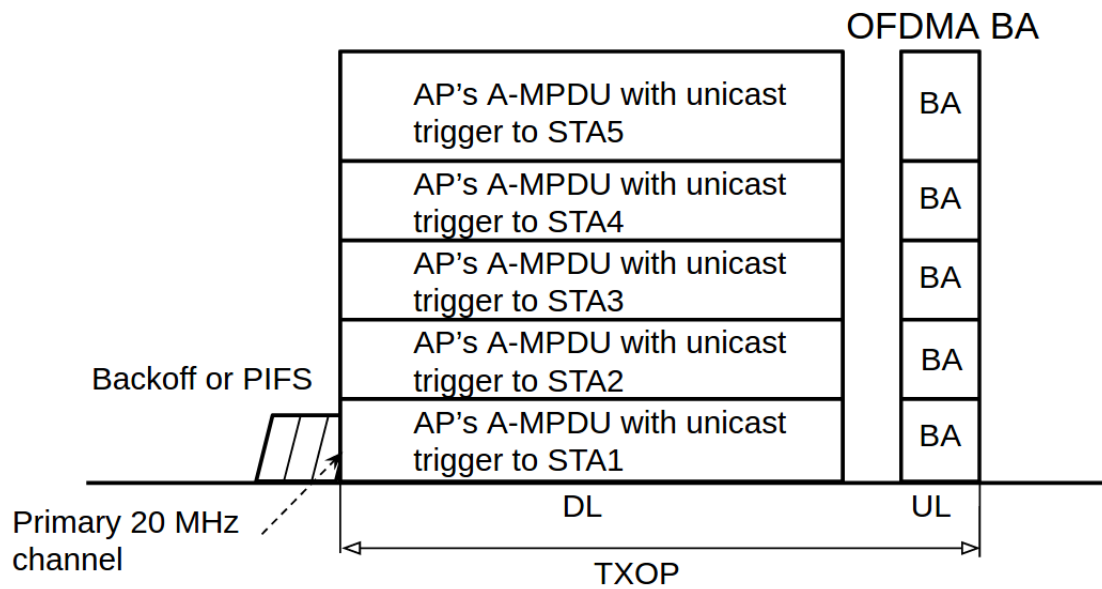 OFDMA BA
AP’s A-MPDU with unicast
trigger to STA5
BA
AP’s A-MPDU with unicast
trigger to STA4
BA
AP’s A-MPDU with unicast
trigger to STA3
BA
AP’s A-MPDU with unicast
trigger to STA2
BA
Backoff or PIFS
AP’s A-MPDU with unicast
trigger to STA1
BA
DL
UL
Primary 20 MHz
channel
TXOP